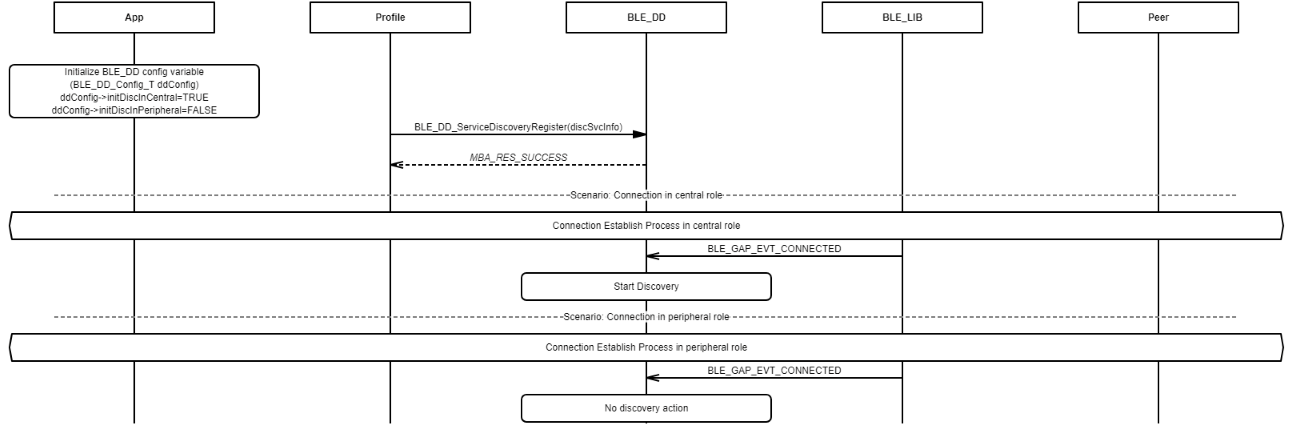 App
Profile
BLE_DD
BLE_LIB
Peer
Initialize BLE_DD config variable
(BLE_DD_Config_T ddConfig)
ddConfig->initDiscInCentral=TRUE
ddConfig->initDiscInPeripheral=FALSE
BLE_DD_ServiceDiscoveryRegister(discSvcInfo)
MBA_RES_SUCCESS
Scenario: Connection in central role
Connection Establish Process in central role
BLE_GAP_EVT_CONNECTED
Start Discovery
Scenario: Connection in peripheral role
Connection Establish Process in peripheral role
BLE_GAP_EVT_CONNECTED
No discovery action